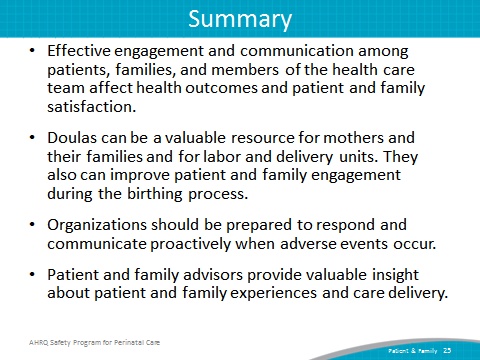 Summary
• Effective engagement and communication among
patients, families, and members of the health care
team affect health outcomes and patient and family
satisfaction.
• Doulas can be a valuable resource for mothers and
their families and for labor and delivery units. They
also can improve patient and family engagement
during the birthing process.
• Organizations should be prepared to respond and
communicate proactively when adverse events occur.
• Patient and family advisors provide valuable insight
about patient and family experiences and care delivery.
AHRQ Safety Program for Perinatal Care
Patient & Family 25